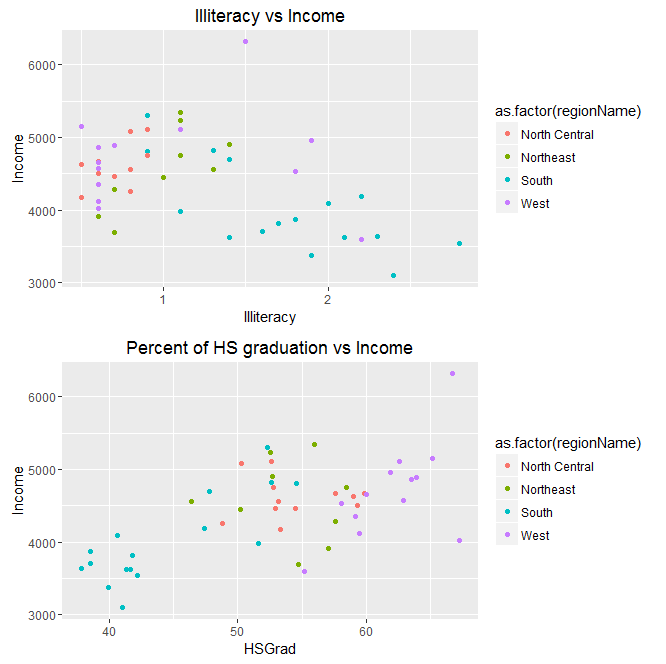 Illiteracy vs Income
6000
5000
4000
3000
Income
1 2
Illiteracy
as.factor(regionName)
North Central
Northeast
South
West
Percent of HS graduation vs Income
6000
5000
4000
3000
Income
40 50 60
HSGrad
as.factor(regionName)
North Central
Northeast
South
West